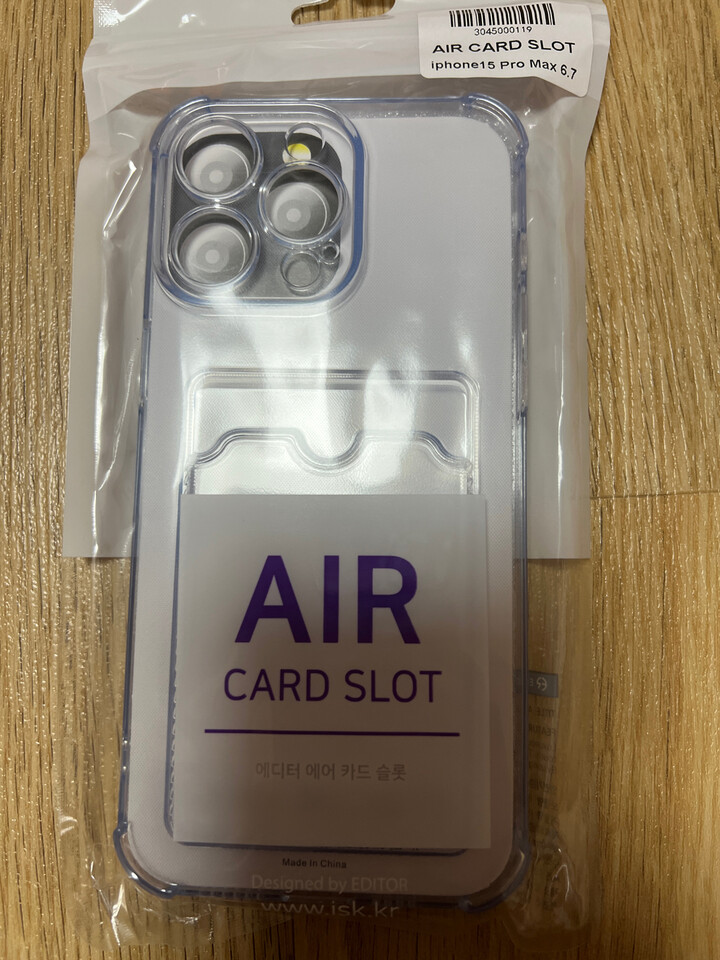 3045000119
AIR CARD SLOT
iphone15 Pro Max 6.7
AIR
CARD SLOT
에디터 에어 카드 슬롯
Made in China
Designed by EDITOR
www.isk.kr